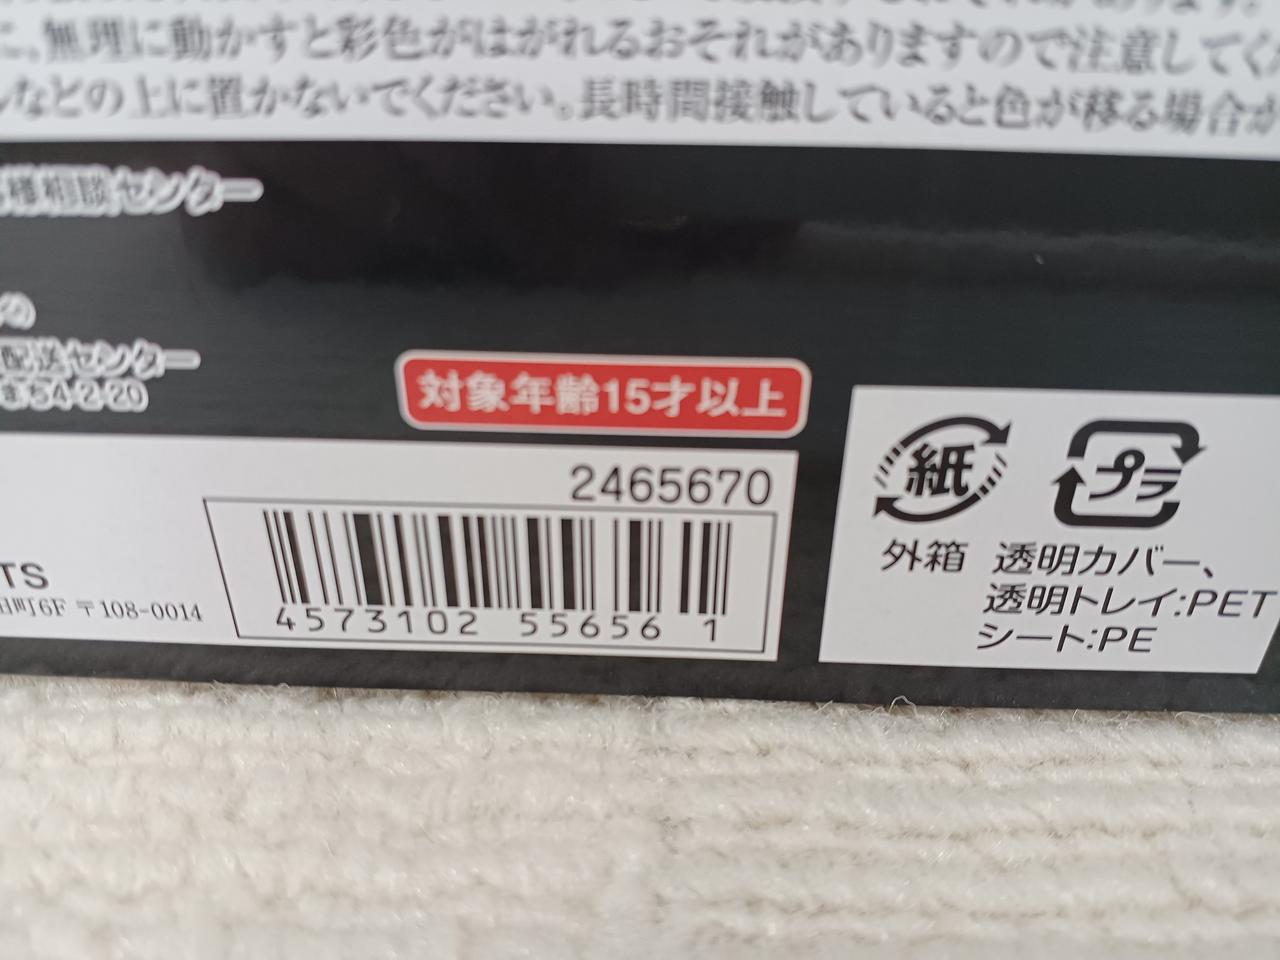 に、無理に動かすと彩色がはがれるおそれがありますので注意してくだ
などの上に置かないでください。長時間接触していると色が移る場合が
様相談センター
配送センター
4-2-20
対象年齢15才以上
2465670
4573102 55656 1
TS
町6F 〒108-0014
紙
プラ
外箱
透明カバー、
透明トレイ:PET
シート:PE